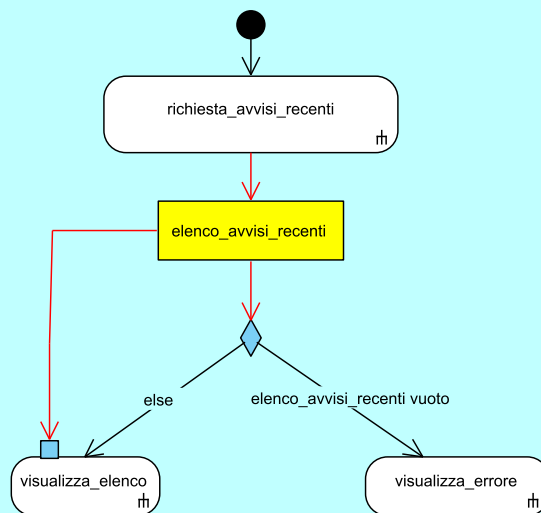 richiesta_avvisi_recenti
elenco_avvisi_recenti
else
elenco_avvisi_recenti vuoto
visualizza_elenco
visualizza_errore